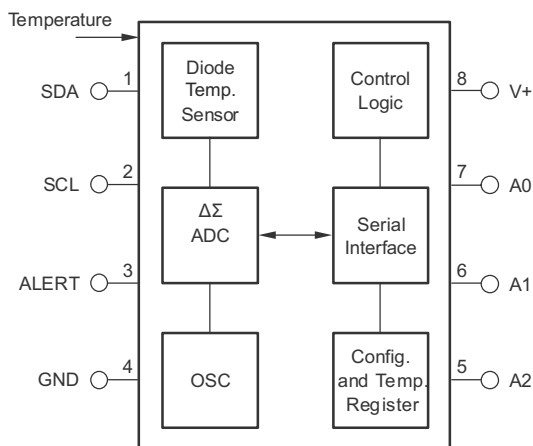 Temperature
1
SDA
2
SCL
3
ALERT
4
GND
Diode
Temp.
Sensor
ΔΣ
ADC
OSC
Control
Logic
Serial
Interface
Config.
and Temp.
Register
8
V+
7
A0
6
A1
5
A2